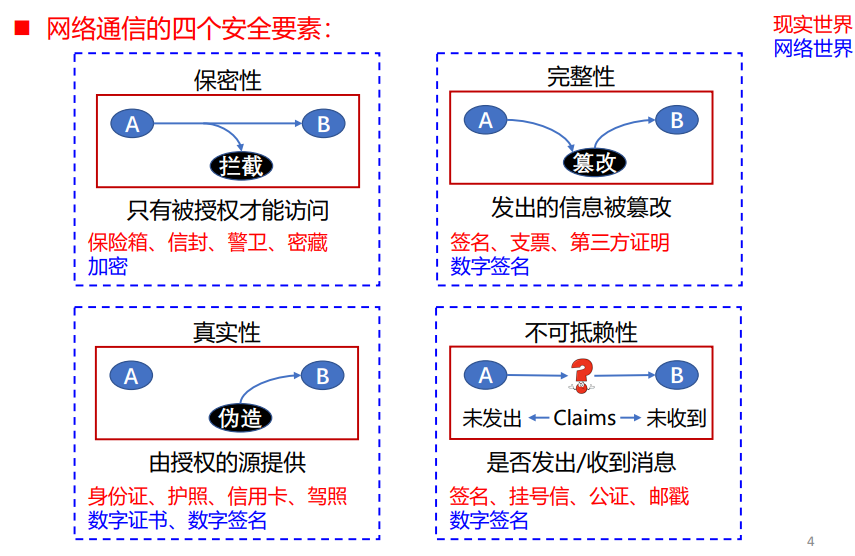 网络通信的四个安全要素：
现实世界
网络世界
保密性
A
B
拦截
只有被授权才能访问
保险箱、信封、警卫、密藏
加密
完整性
A
B
篡改
发出的信息被篡改
签名、支票、第三方证明
数字签名
真实性
A
B
伪造
由授权的源提供
身份证、护照、信用卡、驾照
数字证书、数字签名
不可抵赖性
A
?
B
未发出 Claims 未收到
是否发出/收到消息
签名、挂号信、公证、邮戳
数字签名
4